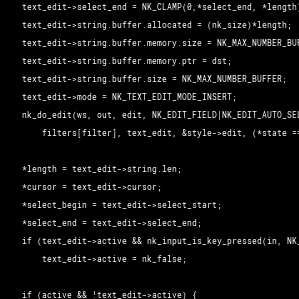 text_edit->select_end = NK_CLAMP(0,*select_end, *length)
text_edit->string.buffer.allocated = (nk_size)*length;
text_edit->string.buffer.memory.size = NK_MAX_NUMBER_BUF
text_edit->string.buffer.memory.ptr = dst;
text_edit->string.buffer.size = NK_MAX_NUMBER_BUFFER;
text_edit->mode = NK_TEXT_EDIT_MODE_INSERT;
nk_do_edit(ws, out, edit, NK_EDIT_FIELD|NK_EDIT_AUTO_SEL
filters[filter], text_edit, &style->edit, (*state ==
*length = text_edit->string.len;
*cursor = text_edit->cursor;
*select_begin = text_edit->select_start;
*select_end = text_edit->select_end;
if (text_edit->active && nk_input_is_key_pressed(in, NK_
text_edit->active = nk_false;
if (active && !text_edit->active) {